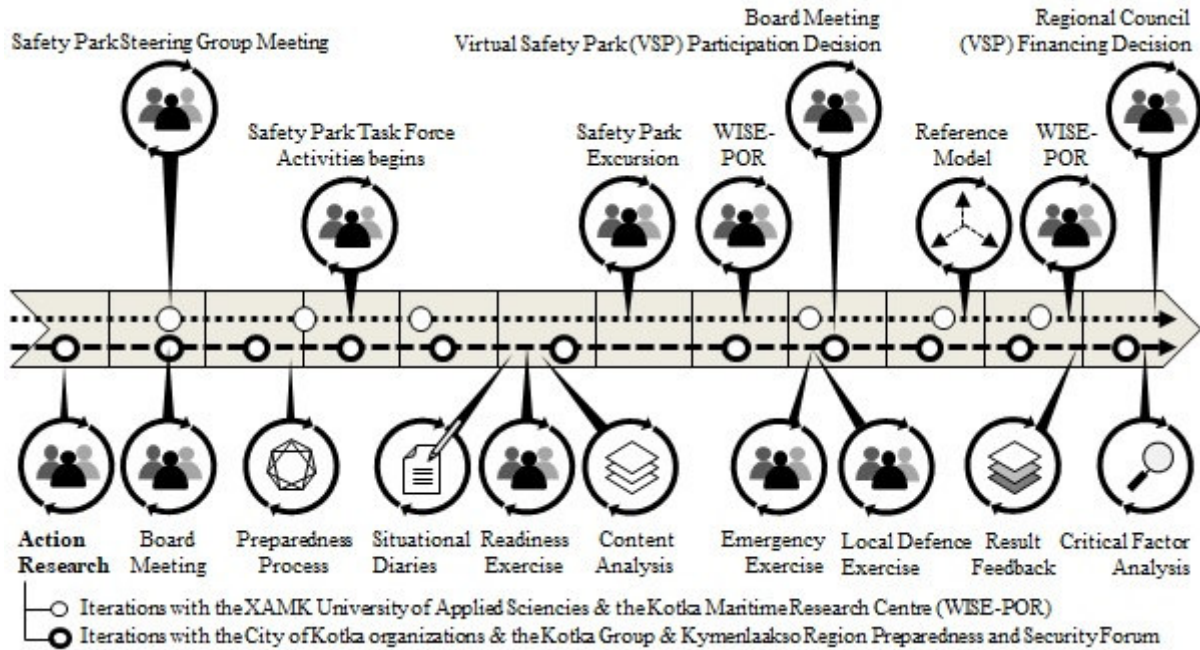 Board Meeting
Regional Council
Safety Park Steering Group Meeting
Virtual Safety Park (VSP) Participation Decision
(VSP) Financing Decision
Safety Park Task Force
Activities begins
Safety Park
Excursion
WISE-
POR
Reference
Model
WISE-
POR
Action
Research
Board
Meeting
Preparedness
Process
Situational
Diaries
Readiness
Exercise
Content
Analysis
Emergency
Exercise
Local Defence
Exercise
Result
Feedback
Critical Factor
Analysis
Iterations with the XAMK University of Applied Sciences & the Kotka Maritime Research Centre (WISE-POR)
Iterations with the City of Kotka organizations & the Kotka Group & Kymenlaakso Region Preparedness and Security Forum